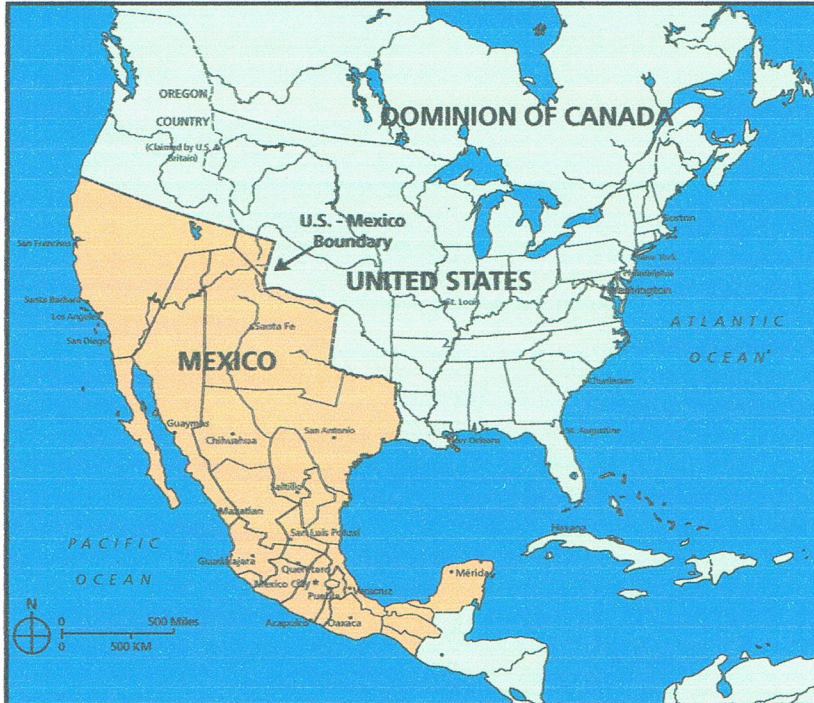 OREGON
COUNTRY
(Claimed by U.S. &
Britain)
DOMINION OF CANADA
U.S. - Mexico
Boundary
UNITED STATES
Boston
New York
Philadelphia
Washington
St. Louis
San Francisco
Santa Barbara
Los Angeles
San Diego
Santa Fe
MEXICO
ATLANTIC
OCEAN
Charleston
Guaymas
Chihuahua
San Antonio
New Orleans
St. Augustine
Saltillo
Mazatlan
San Luis Potosi
Havana
PACIFIC
OCEAN
Guadalajara
Querétaro
Mexico City
Puebla
Veracruz
Mérida
Acapulco
Oaxaca
N
0 500 Miles
0 500 KM